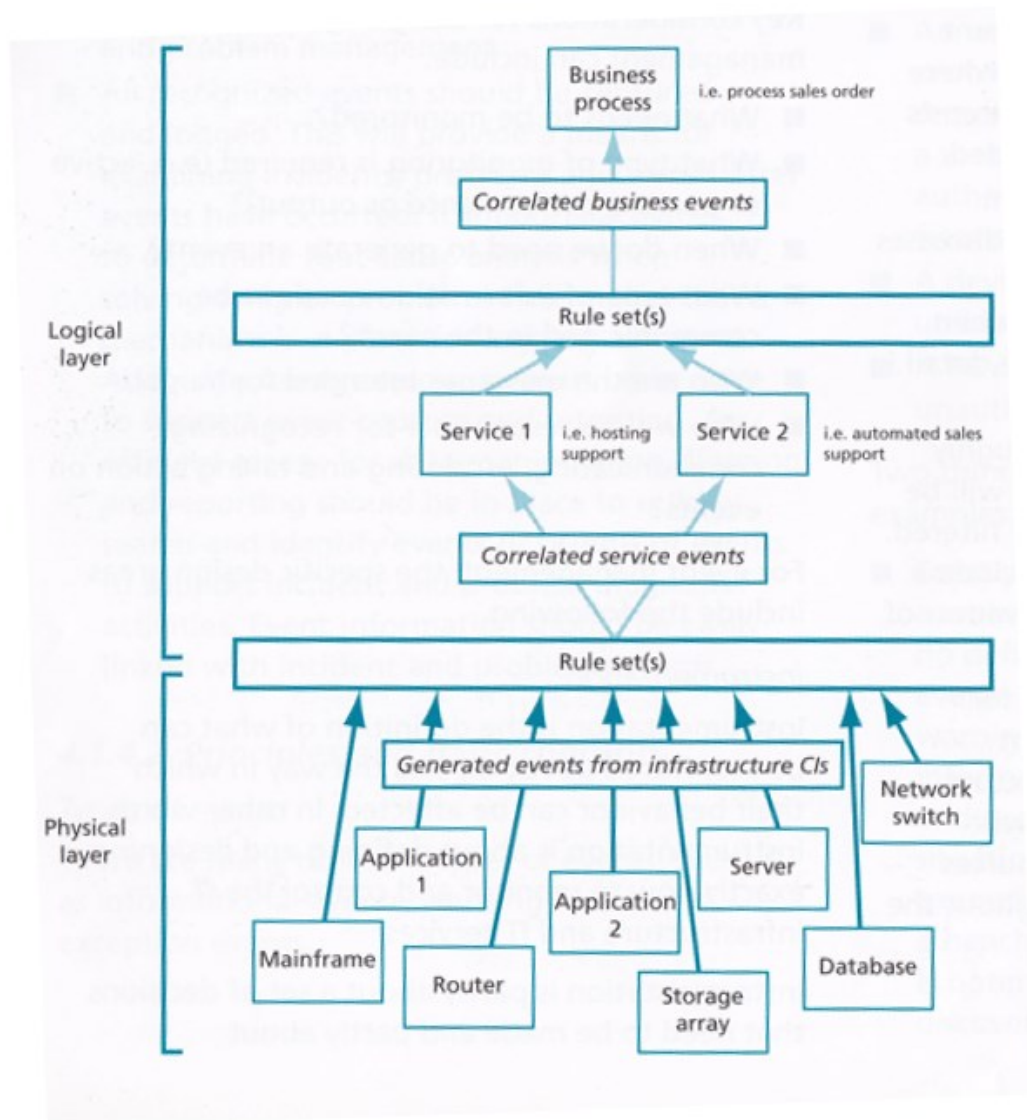 Business
process
i.e. process sales order
Correlated business events
Rule set(s)
Logical
layer
Service 1
i.e. hosting
support
Service 2
i.e. automated sales
support
Correlated service events
Rule set(s)
Generated events from infrastructure CIs
Physical
layer
Network
switch
Application
1
Server
Application
2
Mainframe
Router
Database
Storage
array